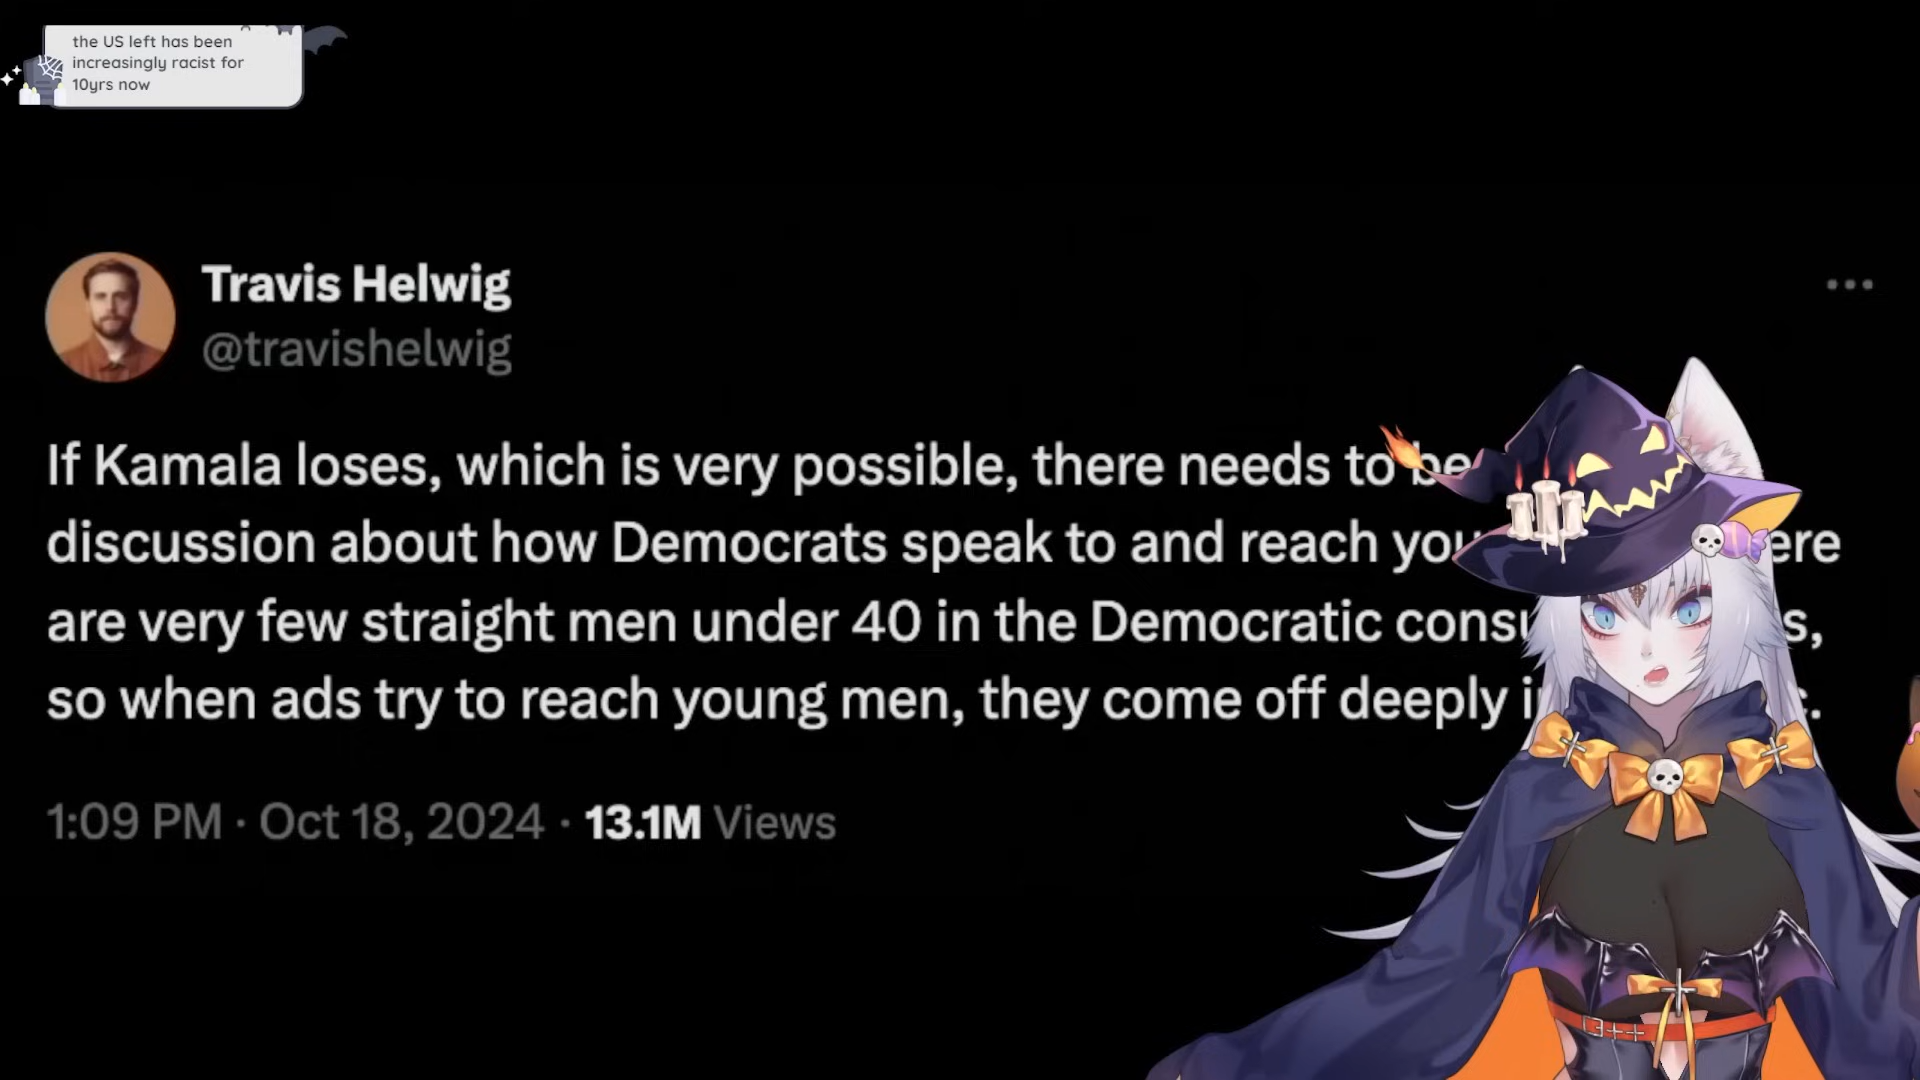 the US left has been
increasingly racist for
10yrs now
Travis Helwig
@travishelwig
If Kamala loses, which is very possible, there needs to be
discussion about how Democrats speak to and reach
are very few straight men under 40 in the Democratic
so when ads try to reach young men, they come off deeply
1:09 PM · Oct 18, 2024 · 13.1M Views